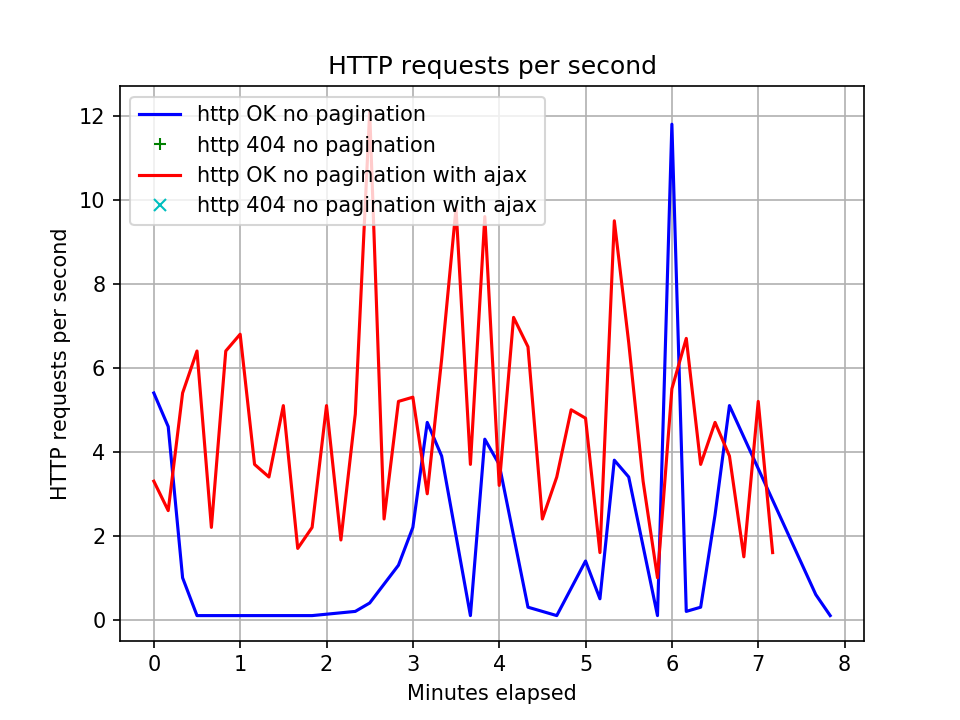 HTTP requests per second
http OK no pagination
http 404 no pagination
http OK no pagination with ajax
http 404 no pagination with ajax
HTTP requests per second
12
10
8
6
4
2
0
0 1 2 3 4 5 6 7 8
Minutes elapsed